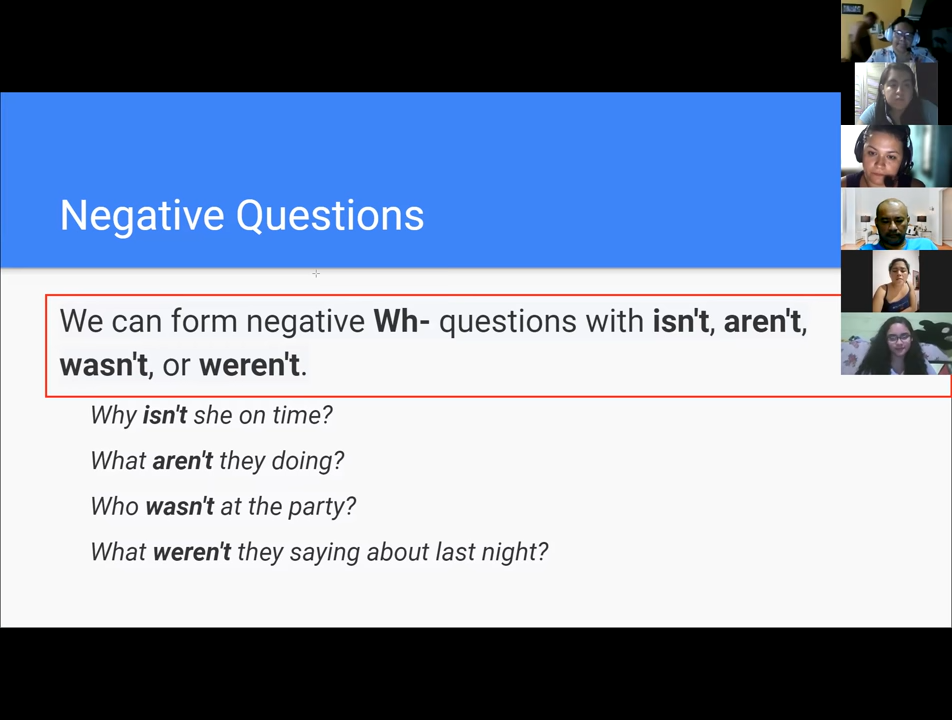 Negative Questions
We can form negative Wh- questions with isn't, aren't,
wasn't, or weren't.
Why isn't she on time?
What aren't they doing?
Who wasn't at the party?
What weren't they saying about last night?